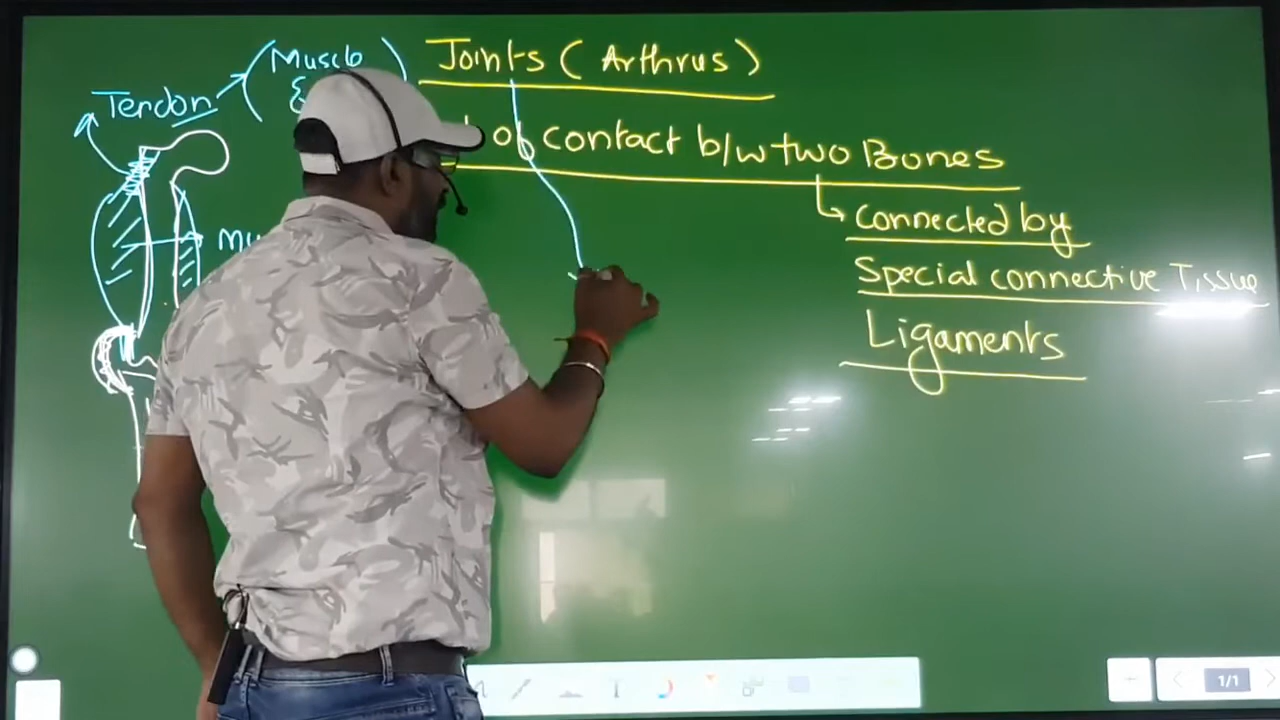 Joints (Arthrus)
(Muscle
&
Tendon
of contact b/w two Bones
Connected by
Special connective Tissue
Ligaments
1/1